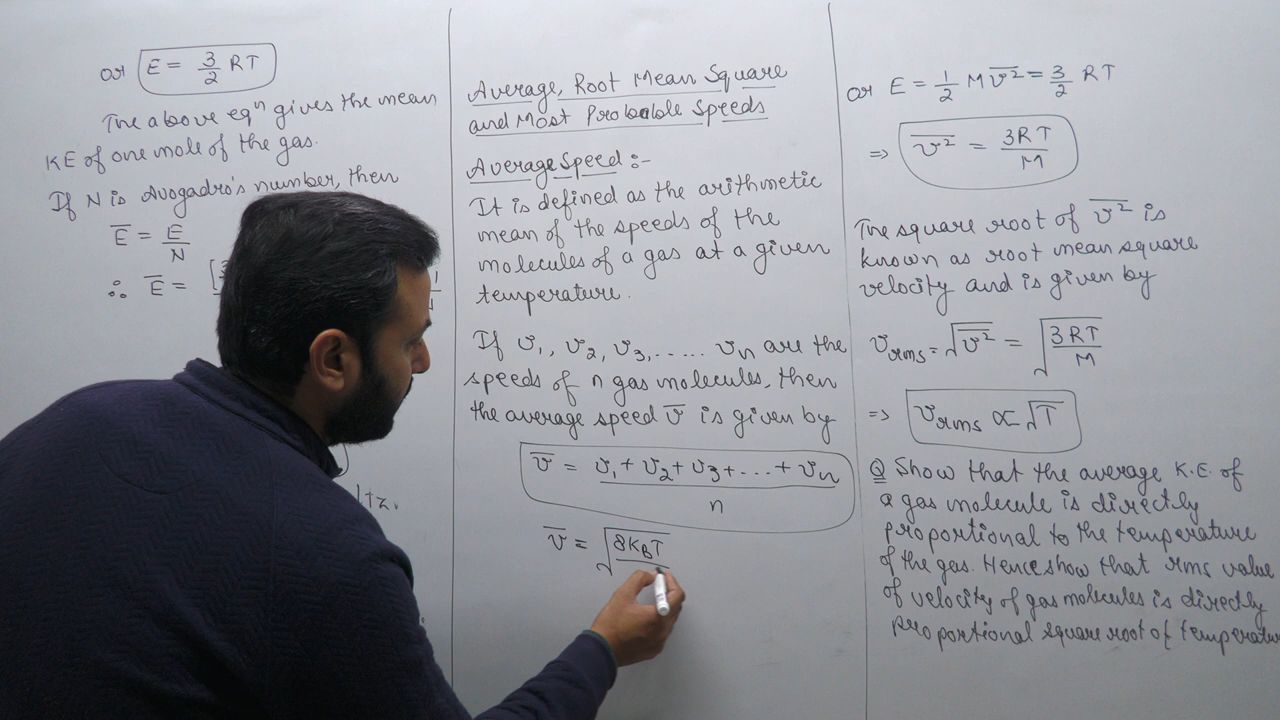 or E = 3/2 RT
The above eqⁿ gives the mean
KE of one mole of the gas.
If N is Avogadro's number, then
E̅ = E/N
∴ E̅ =
Average, Root Mean Square
and Most Probable Speeds
Average Speed :-
It is defined as the arithmetic
mean of the speeds of the
molecules of a gas at a given
temperature.
If v₁, v₂, v₃, ..... vn are the
speeds of n gas molecules, then
the average speed v̅ is given by
v̅ = v₁ + v₂ + v₃ + ... + vn / n
v̅ = √8K_BT
or E = 1/2 M v̅² = 3/2 RT
⇒ v̅² = 3RT/M
The square root of v̅² is
known as root mean square
velocity and is given by
vrms = √v̅² = √3RT/M
⇒ vrms ∝ √T
Q Show that the average K.E. of
a gas molecule is directly
proportional to the temperature
of the gas. Hence show that rms value
of velocity of gas molecules is directly
proportional square root of temperature